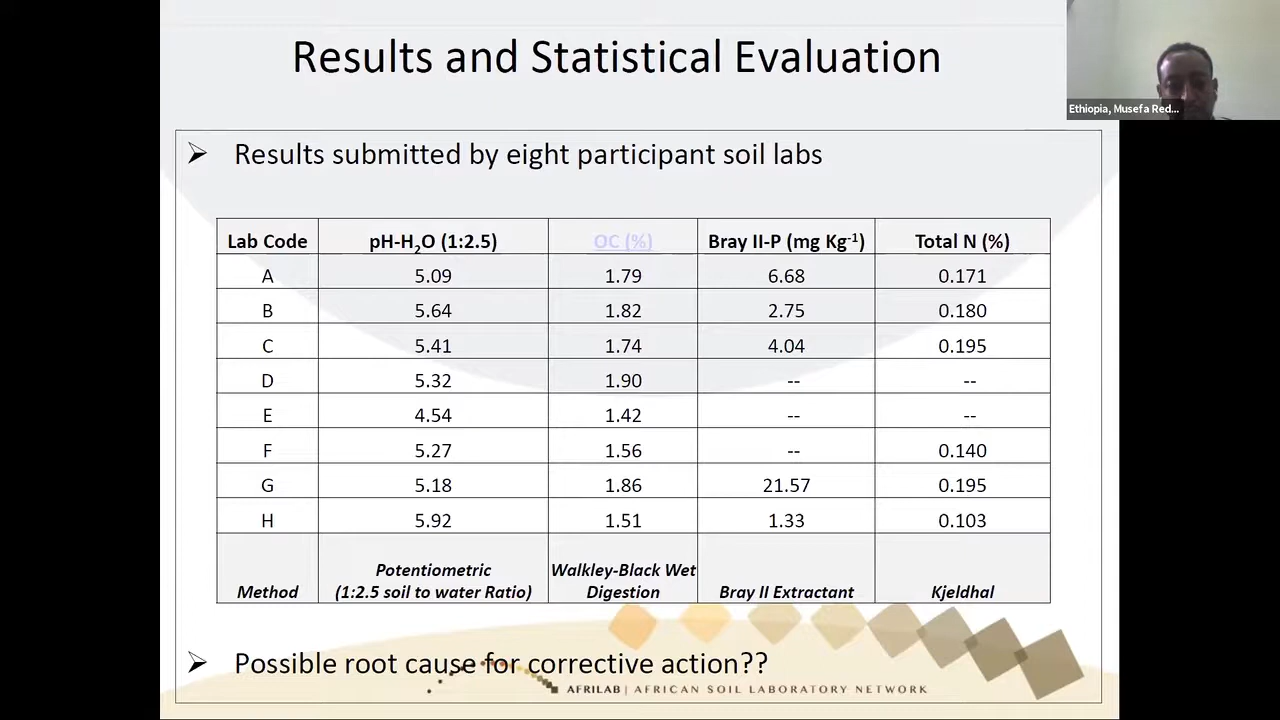 Results and Statistical Evaluation
Ethiopia, Musefa Red...
➢ Results submitted by eight participant soil labs
Lab Code pH-H₂O (1:2.5) OC (%) Bray II-P (mg Kg⁻¹) Total N (%)
A 5.09 1.79 6.68 0.171
B 5.64 1.82 2.75 0.180
C 5.41 1.74 4.04 0.195
D 5.32 1.90 -- --
E 4.54 1.42 -- --
F 5.27 1.56 -- 0.140
G 5.18 1.86 21.57 0.195
H 5.92 1.51 1.33 0.103
Method Potentiometric (1:2.5 soil to water Ratio) Walkley-Black Wet Digestion Bray II Extractant Kjeldhal
➢ Possible root cause for corrective action??
AFRILAB | AFRICAN SOIL LABORATORY NETWORK